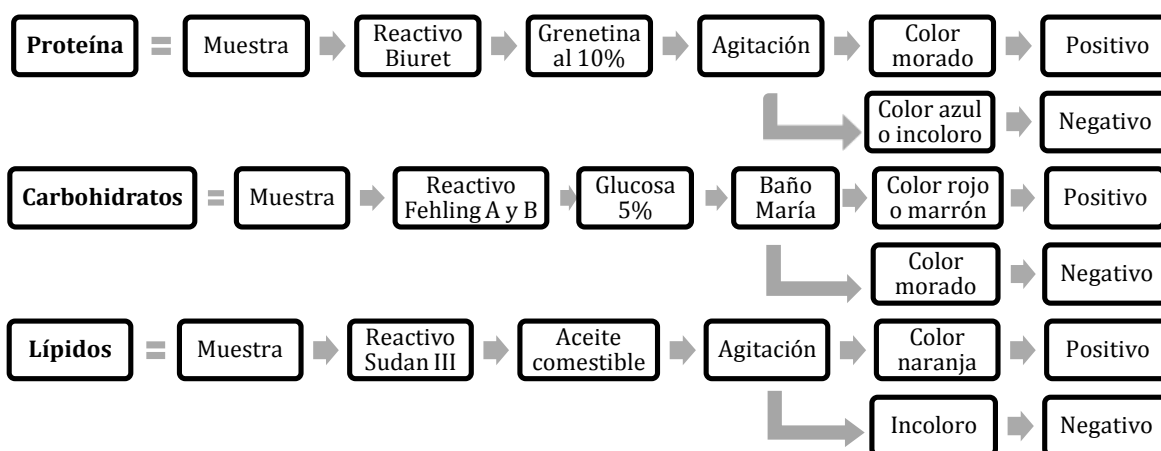 Proteína
=
Muestra
Reactivo
Biuret
Grenetina
al 10%
Agitación
Color
morado
Positivo
Color azul
o incoloro
Negativo
Carbohidratos
=
Muestra
Reactivo
Fehling A y B
Glucosa
5%
Baño
María
Color rojo
o marrón
Positivo
Color
morado
Negativo
Lípidos
=
Muestra
Reactivo
Sudan III
Aceite
comestible
Agitación
Color
naranja
Positivo
Incoloro
Negativo